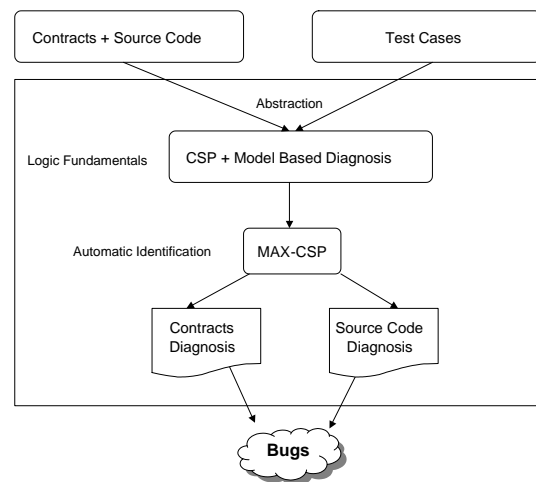 Contracts + Source Code
Test Cases
Abstraction
Logic Fundamentals
CSP + Model Based Diagnosis
Automatic Identification
MAX-CSP
Contracts
Diagnosis
Source Code
Diagnosis
Bugs